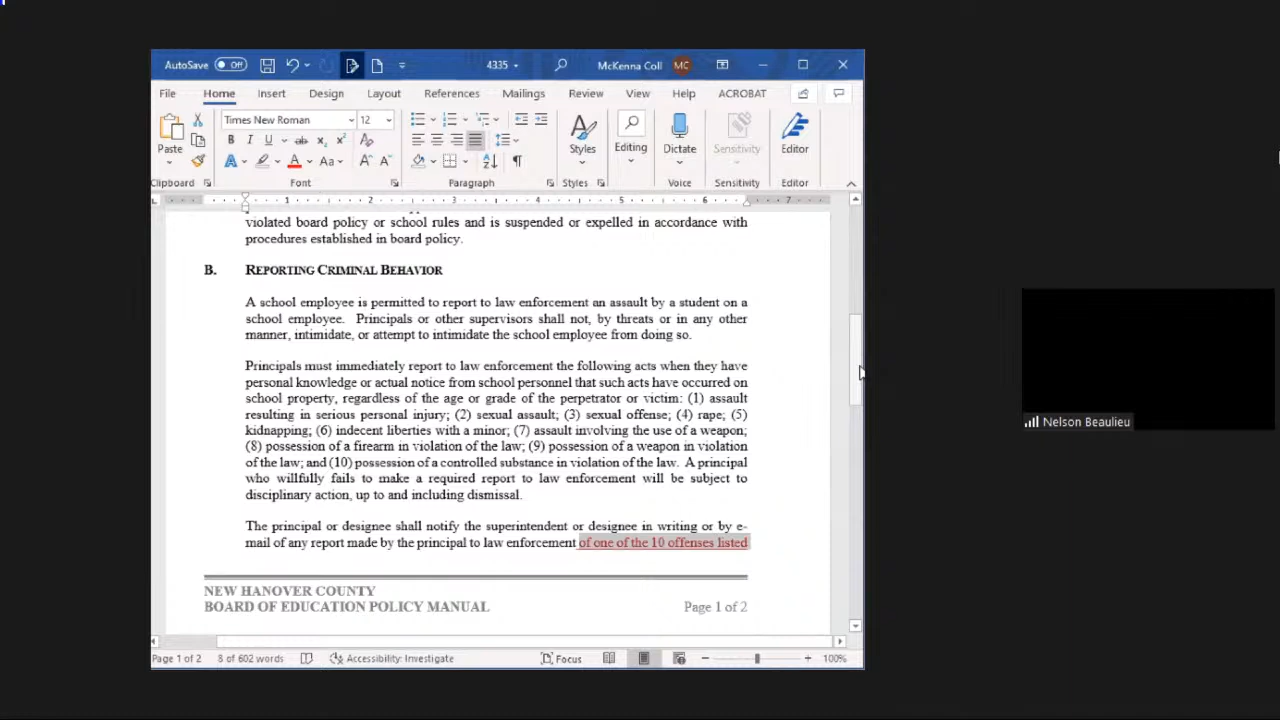 AutoSave Off 4335 McKenna Coll MC
File Home Insert Design Layout References Mailings Review View Help ACROBAT
Times New Roman 12
Paste B I U ab x₂ x² Styles Editing Dictate Sensitivity Editor
A A Aa A A
Clipboard Font Paragraph Styles Voice Sensitivity Editor
1 2 3 4 5 6 7
violated board policy or school rules and is suspended or expelled in accordance with
procedures established in board policy.
B. REPORTING CRIMINAL BEHAVIOR
A school employee is permitted to report to law enforcement an assault by a student on a
school employee. Principals or other supervisors shall not, by threats or in any other
manner, intimidate, or attempt to intimidate the school employee from doing so.
Principals must immediately report to law enforcement the following acts when they have
personal knowledge or actual notice from school personnel that such acts have occurred on
school property, regardless of the age or grade of the perpetrator or victim: (1) assault
resulting in serious personal injury; (2) sexual assault; (3) sexual offense; (4) rape; (5)
kidnapping; (6) indecent liberties with a minor; (7) assault involving the use of a weapon;
(8) possession of a firearm in violation of the law; (9) possession of a weapon in violation
of the law; and (10) possession of a controlled substance in violation of the law. A principal
who willfully fails to make a required report to law enforcement will be subject to
disciplinary action, up to and including dismissal.
The principal or designee shall notify the superintendent or designee in writing or by e-
mail of any report made by the principal to law enforcement of one of the 10 offenses listed
NEW HANOVER COUNTY
BOARD OF EDUCATION POLICY MANUAL Page 1 of 2
Page 1 of 2 8 of 602 words Accessibility: Investigate Focus 100%
Nelson Beaulieu